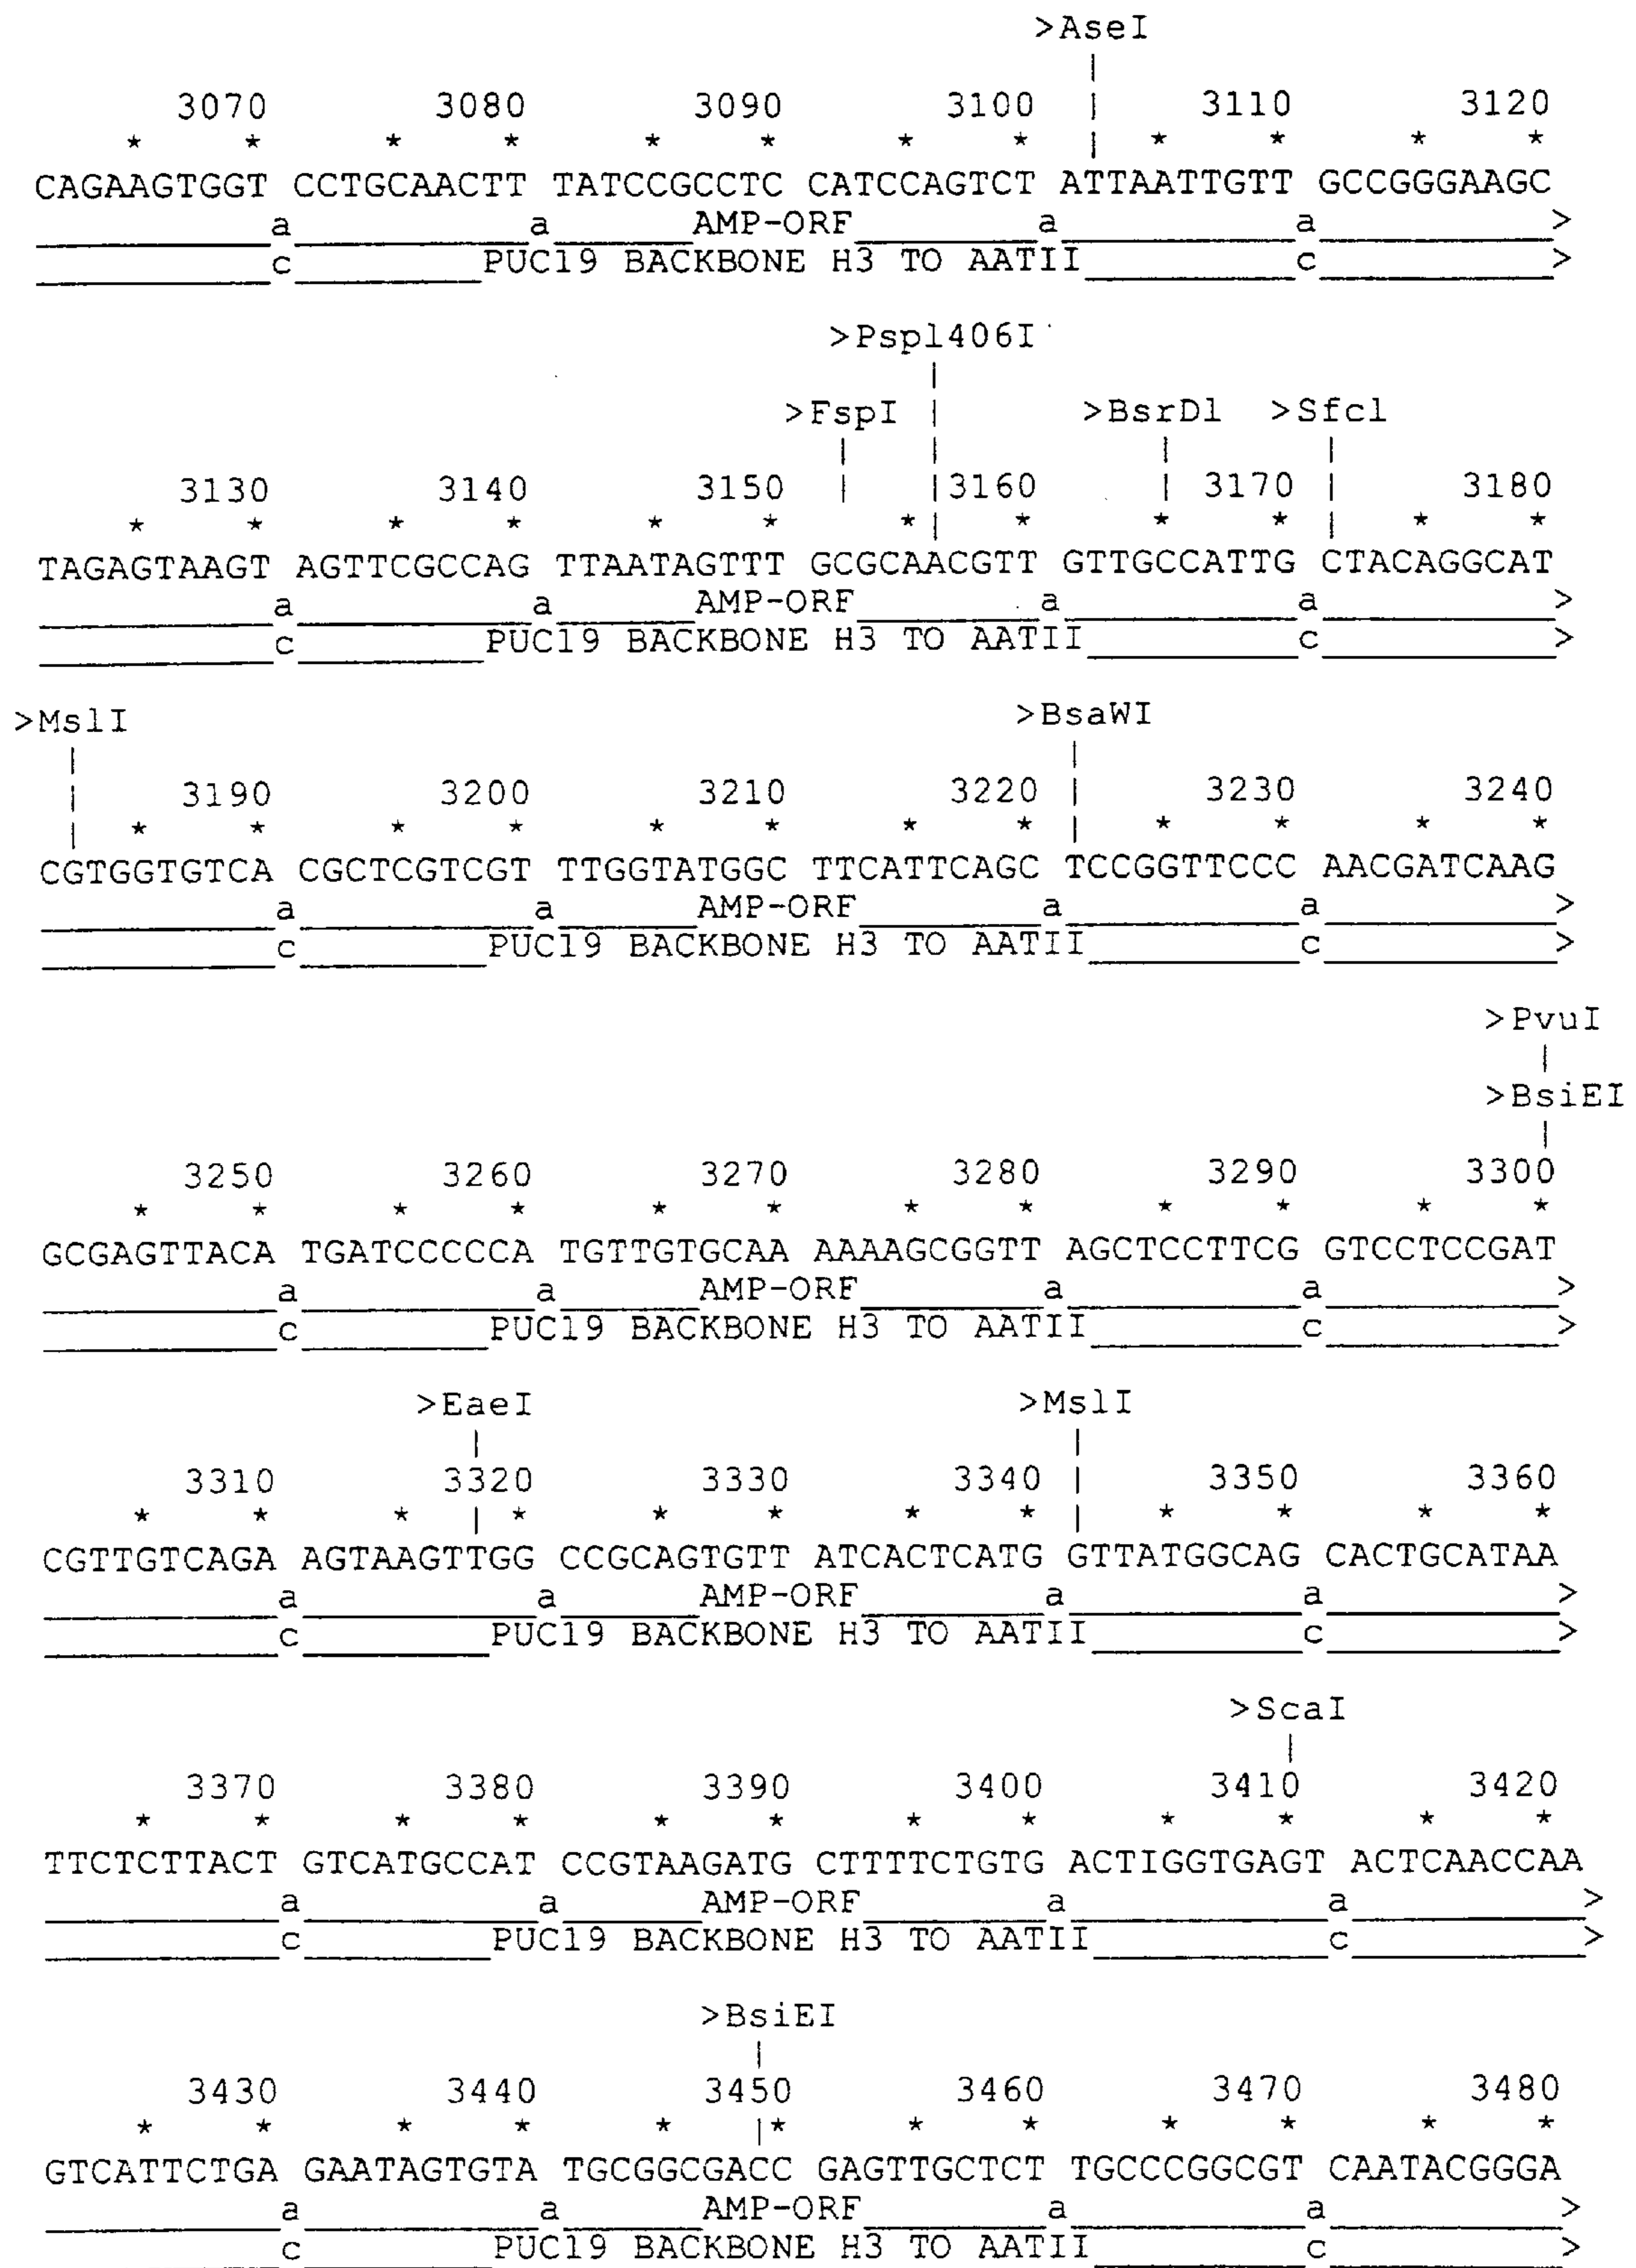 >AseI
3070 3080 3090 3100 3110 3120
* * * * * * * * * * * *
CAGAAGTGGT CCTGCAACTT TATCCGCCTC CATCCAGTCT ATTAATTGTT GCCGGGAAGC
a a AMP-ORF a a >
c PUC19 BACKBONE H3 TO AATII c >
>Psp1406I
>FspI >BsrD1 >Sfc1
3130 3140 3150 3160 3170 3180
* * * * * * * * * * * *
TAGAGTAAGT AGTTCGCCAG TTAATAGTTT GCGCAACGTT GTTGCCATTG CTACAGGCAT
a a AMP-ORF a a >
c PUC19 BACKBONE H3 TO AATII c >
>MslI >BsaWI
3190 3200 3210 3220 3230 3240
* * * * * * * * * * * *
CGTGGTGTCA CGCTCGTCGT TTGGTATGGC TTCATTCAGC TCCGGTTCCC AACGATCAAG
a a AMP-ORF a a >
c PUC19 BACKBONE H3 TO AATII c >
>PvuI
>BsiEI
3250 3260 3270 3280 3290 3300
* * * * * * * * * * * *
GCGAGTTACA TGATCCCCCA TGTTGTGCAA AAAAGCGGTT AGCTCCTTCG GTCCTCCGAT
a a AMP-ORF a a >
c PUC19 BACKBONE H3 TO AATII c >
>EaeI >MslI
3310 3320 3330 3340 3350 3360
* * * * * * * * * * * *
CGTTGTCAGA AGTAAGTTGG CCGCAGTGTT ATCACTCATG GTTATGGCAG CACTGCATAA
a a AMP-ORF a a >
c PUC19 BACKBONE H3 TO AATII c >
>ScaI
3370 3380 3390 3400 3410 3420
* * * * * * * * * * * *
TTCTCTTACT GTCATGCCAT CCGTAAGATG CTTTTCTGTG ACTIGGTGAGT ACTCAACCAA
a a AMP-ORF a a >
c PUC19 BACKBONE H3 TO AATII c >
>BsiEI
3430 3440 3450 3460 3470 3480
* * * * * * * * * * * *
GTCATTCTGA GAATAGTGTA TGCGGCGACC GAGTTGCTCT TGCCCGGCGT CAATACGGGA
a a AMP-ORF a a >
c PUC19 BACKBONE H3 TO AATII c >